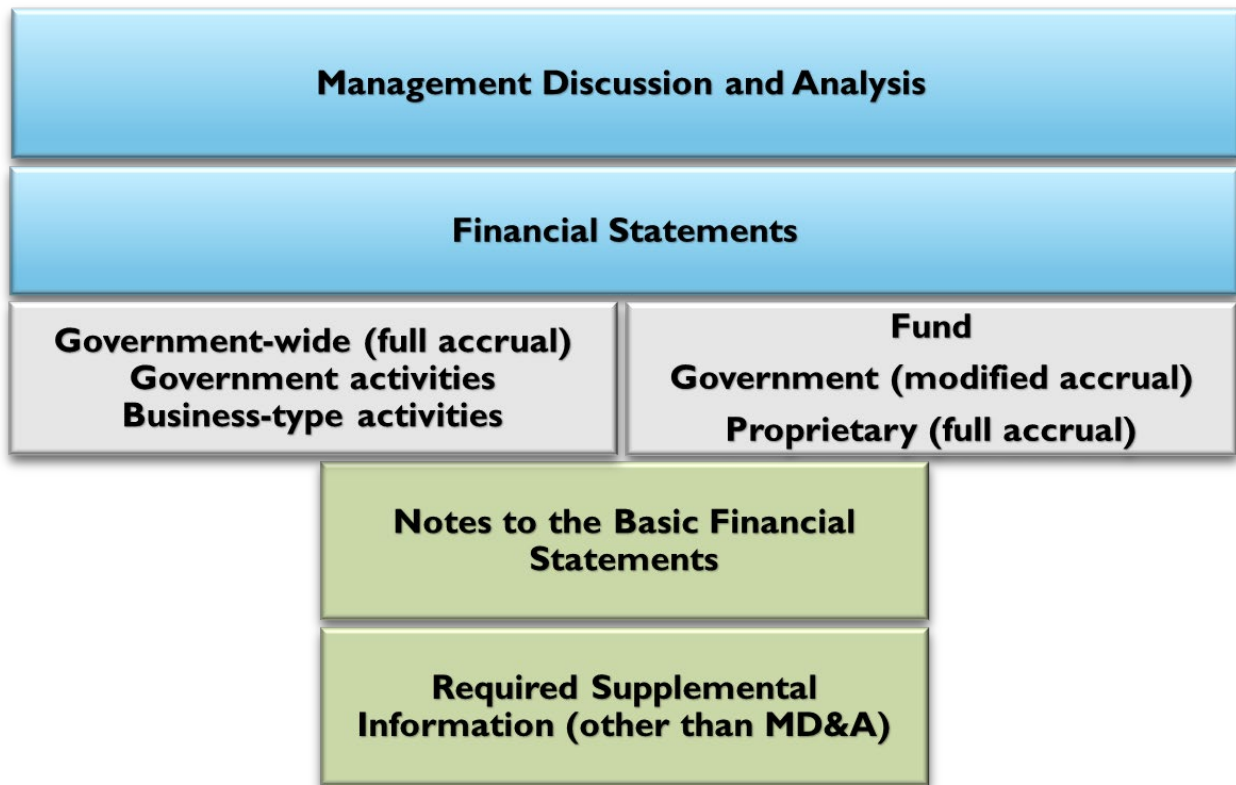 Management Discussion and Analysis
Financial Statements
Government-wide (full accrual)
Government activities
Business-type activities
Fund
Government (modified accrual)
Proprietary (full accrual)
Notes to the Basic Financial
Statements
Required Supplemental
Information (other than MD&A)